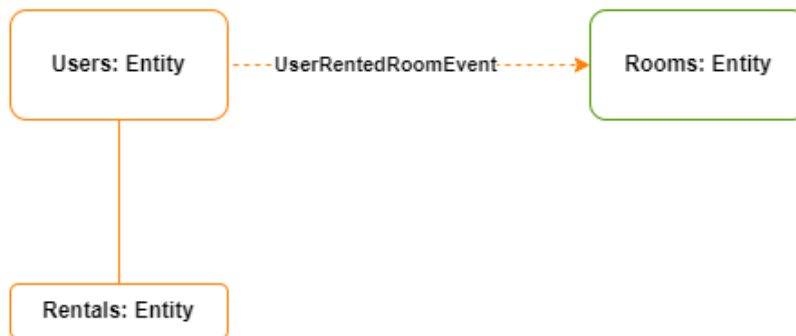 Users: Entity
UserRentedRoomEvent
Rooms: Entity
Rentals: Entity